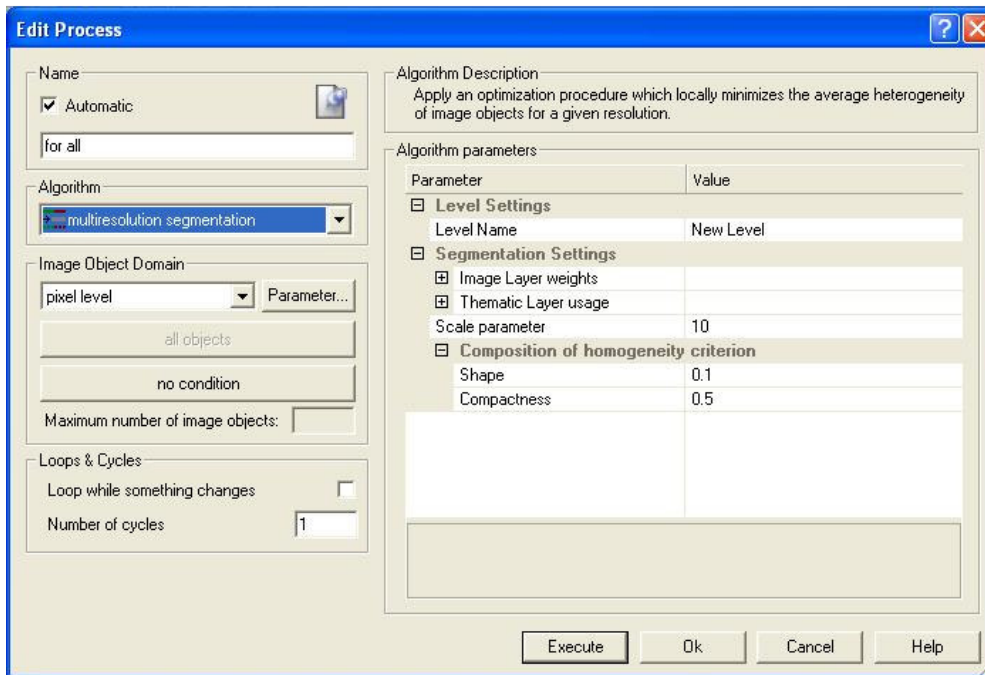 Edit Process
Name
Automatic
for all
Algorithm
multiresolution segmentation
Image Object Domain
pixel level
Parameter...
all objects
no condition
Maximum number of image objects:
Loops & Cycles
Loop while something changes
Number of cycles 1
Algorithm Description
Apply an optimization procedure which locally minimizes the average heterogeneity
of image objects for a given resolution.
Algorithm parameters
Parameter Value
Level Settings
Level Name New Level
Segmentation Settings
Image Layer weights
Thematic Layer usage
Scale parameter 10
Composition of homogeneity criterion
Shape 0.1
Compactness 0.5
Execute Ok Cancel Help